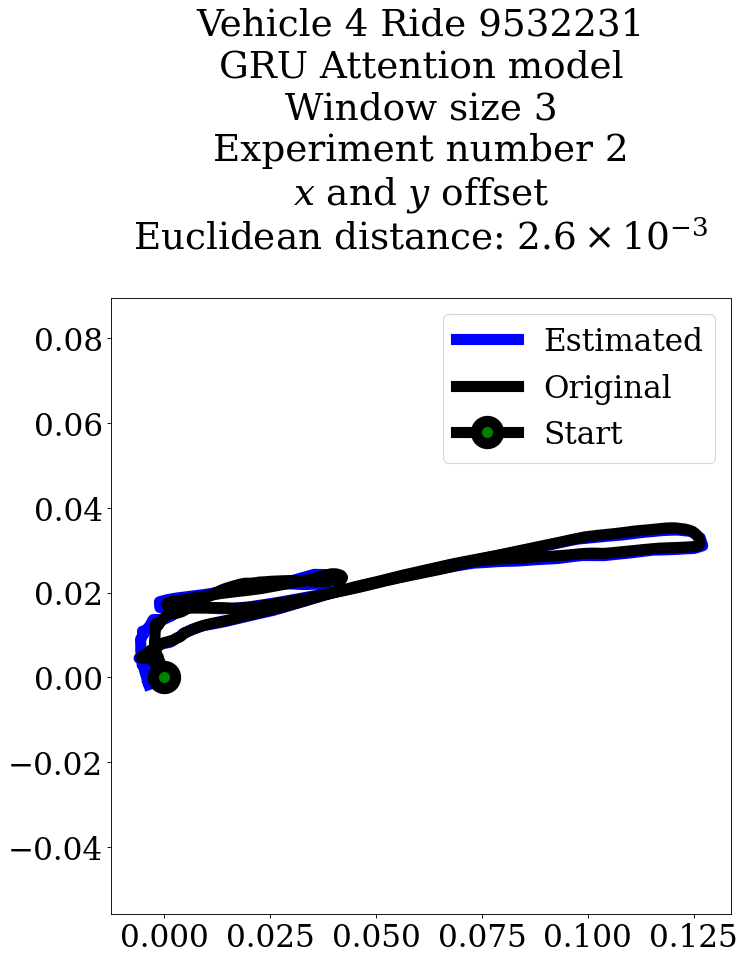 Vehicle 4 Ride 9532231
GRU Attention model
Window size 3
Experiment number 2
x and y offset
Euclidean distance: 2.6 × 10⁻³
Estimated
Original
Start
0.08
0.06
0.04
0.02
0.00
−0.02
−0.04
0.000 0.025 0.050 0.075 0.100 0.125